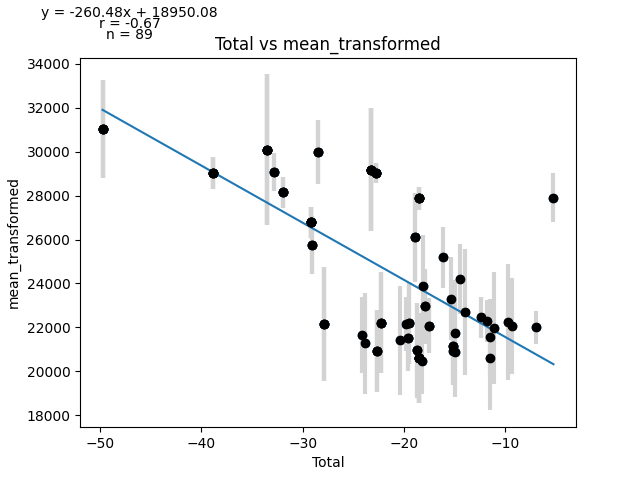 y = -260.48x + 18950.08
r = -0.67
n = 89
Total vs mean_transformed
34000
32000
30000
28000
26000
24000
22000
20000
18000
mean_transformed
−50
−40
−30
−20
−10
Total